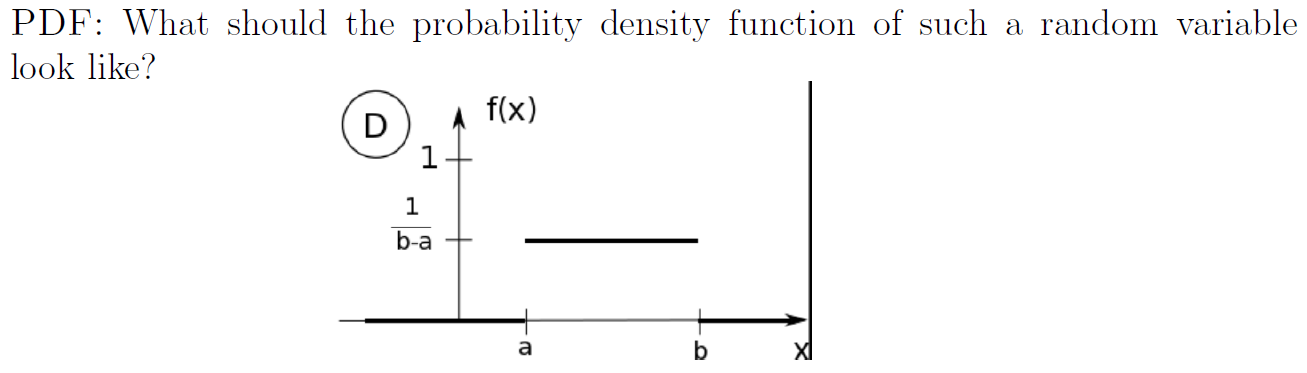 PDF: What should the probability density function of such a random variable
look like?
D
f(x)
1
1
b-a
a
b
x